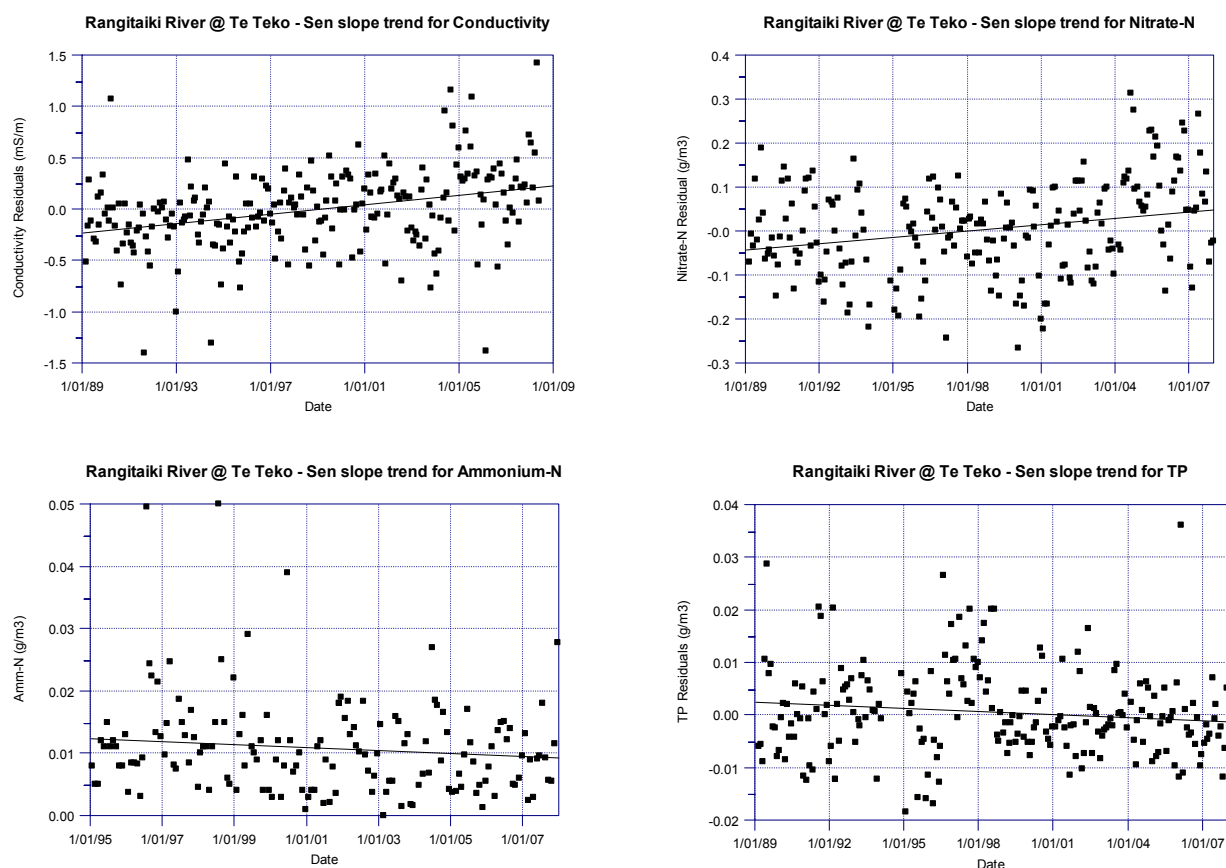 Rangitaiki River @ Te Teko - Sen slope trend for Conductivity
1.5
1.0
0.5
0.0
-0.5
-1.0
-1.5
Conductivity Residuals (mS/m)
1/01/89 1/01/93 1/01/97 1/01/01 1/01/05 1/01/09
Date
Rangitaiki River @ Te Teko - Sen slope trend for Nitrate-N
0.4
0.3
0.2
0.1
-0.0
-0.1
-0.2
-0.3
Nitrate-N Residual (g/m3)
1/01/89 1/01/92 1/01/95 1/01/98 1/01/01 1/01/04 1/01/07
Date
Rangitaiki River @ Te Teko - Sen slope trend for Ammonium-N
0.05
0.04
0.03
0.02
0.01
0.00
Amm-N (g/m3)
1/01/95 1/01/97 1/01/99 1/01/01 1/01/03 1/01/05 1/01/07
Date
Rangitaiki River @ Te Teko - Sen slope trend for TP
0.04
0.03
0.02
0.01
0.00
-0.01
-0.02
TP Residuals (g/m3)
1/01/89 1/01/92 1/01/95 1/01/98 1/01/01 1/01/04 1/01/07
Date